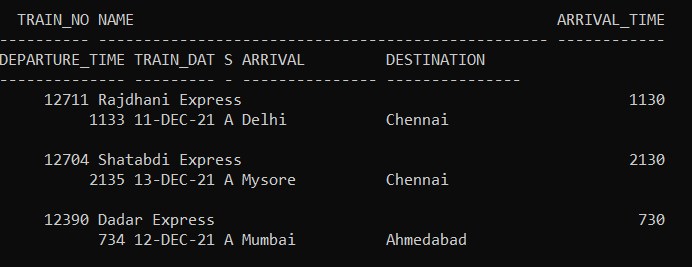 TRAIN_NO NAME ARRIVAL_TIME
---------- -------------------------------------------------- ------------
DEPARTURE_TIME TRAIN_DAT S ARRIVAL DESTINATION
-------------- --------- - --------------- ---------------
12711 Rajdhani Express 1130
1133 11-DEC-21 A Delhi Chennai
12704 Shatabdi Express 2130
2135 13-DEC-21 A Mysore Chennai
12390 Dadar Express 730
734 12-DEC-21 A Mumbai Ahmedabad